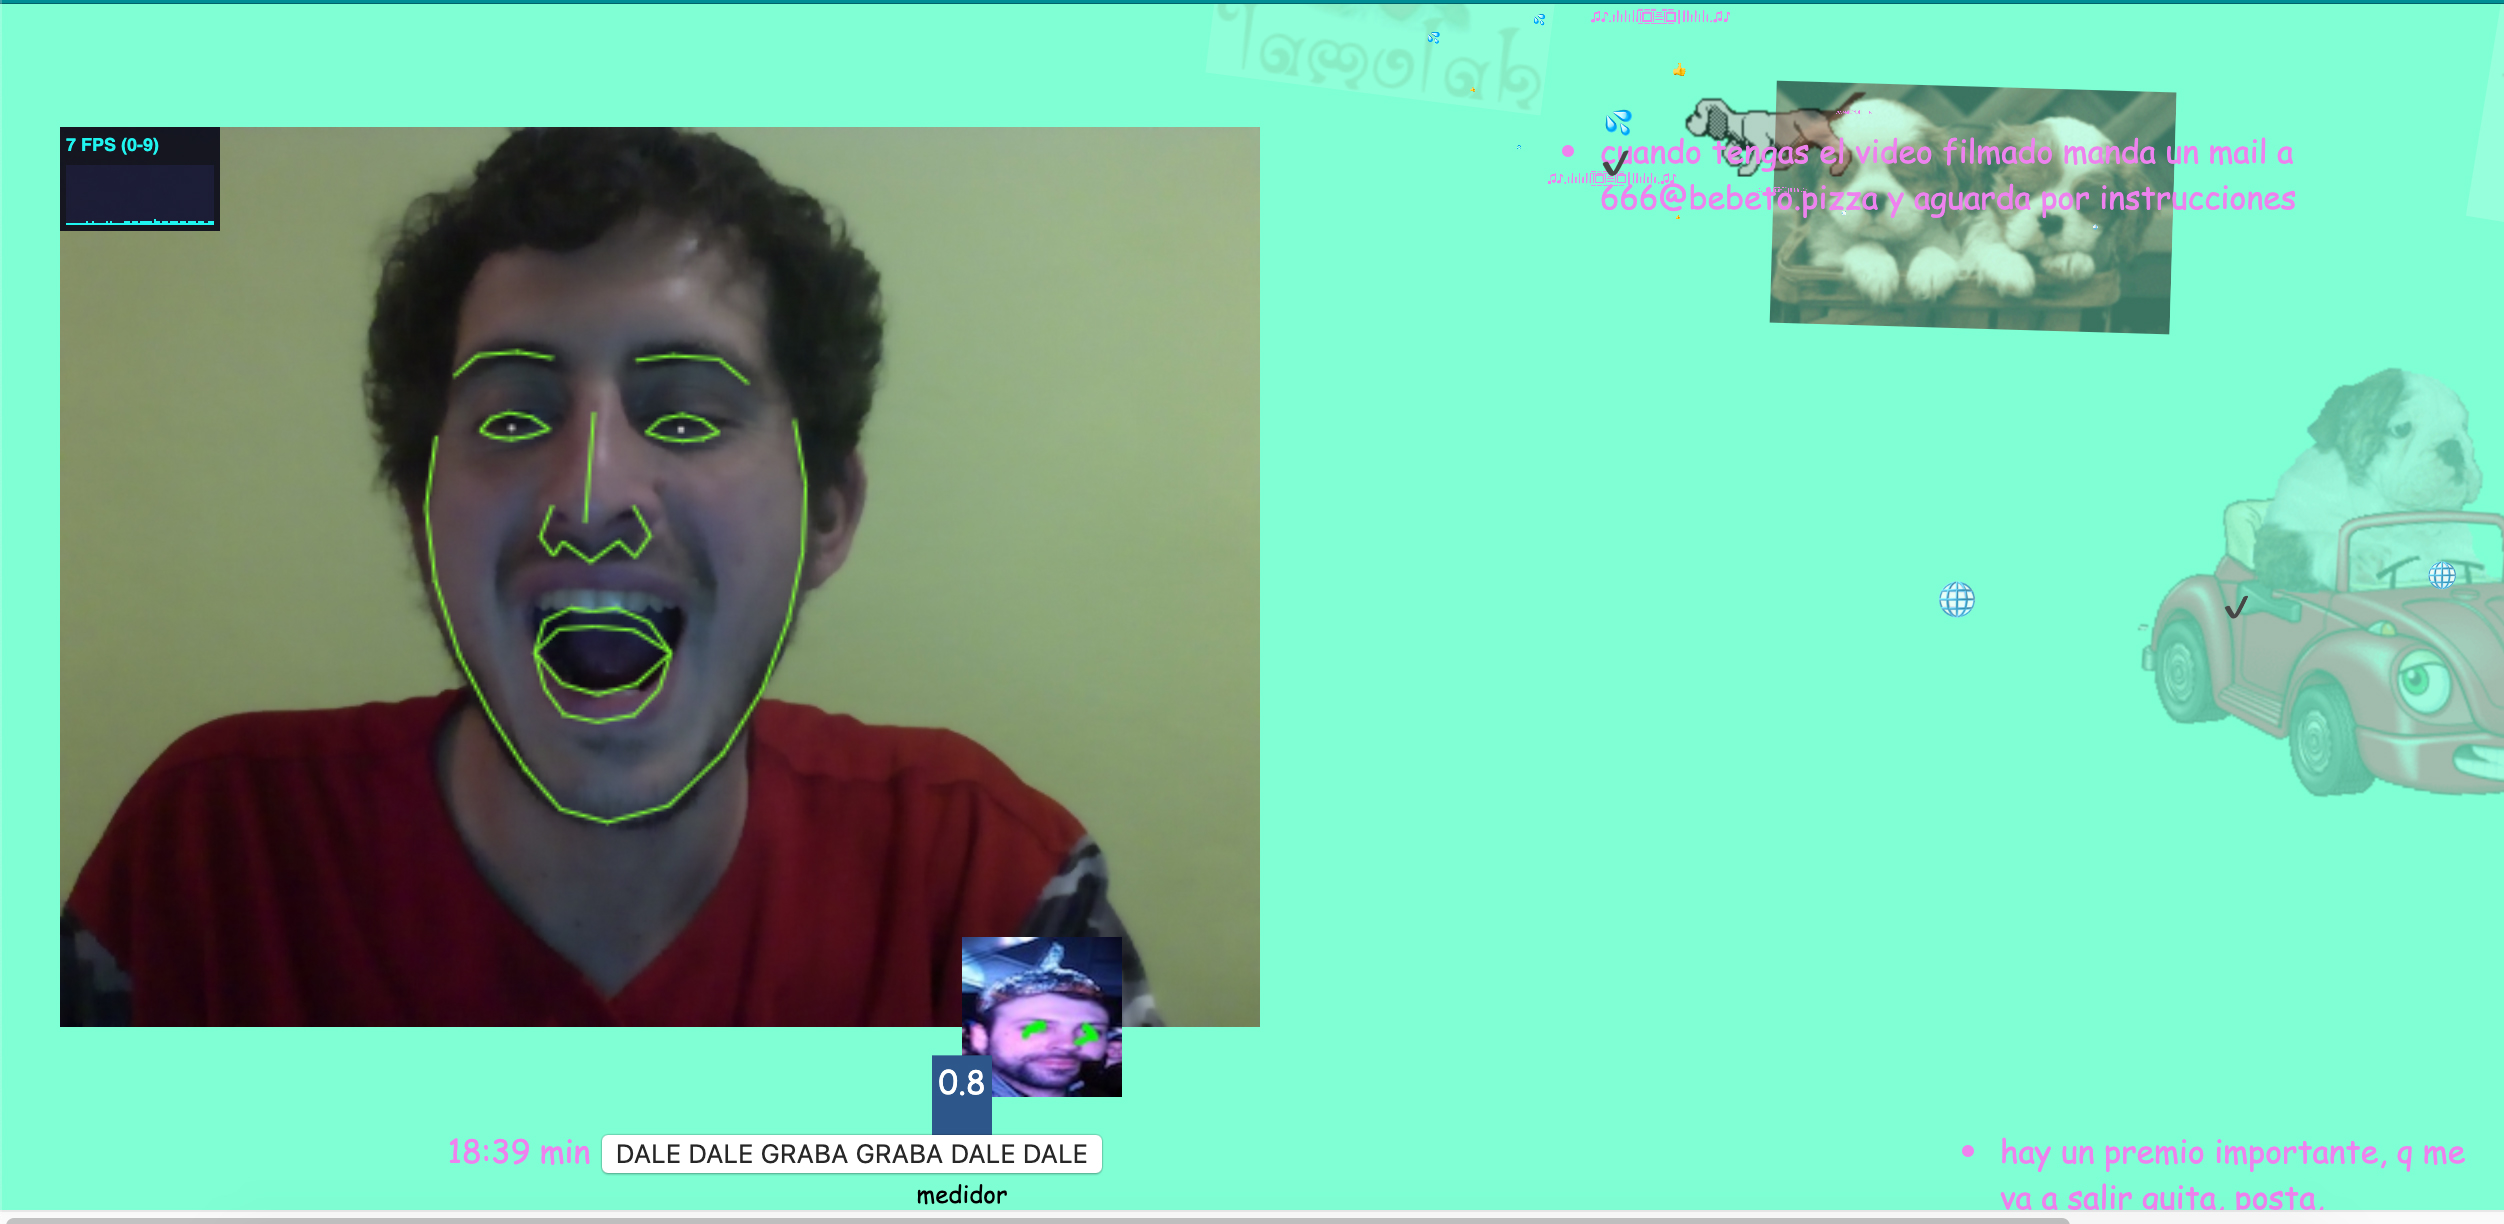 7 FPS (0-9)
cuando tengas el video filmado manda un mail a
666@bebeto.pizza y aguarda por instrucciones
0.8
18:39 min
DALE DALE GRABA GRABA DALE DALE
medidor
hay un premio importante, q me
va a salir guita, posta,